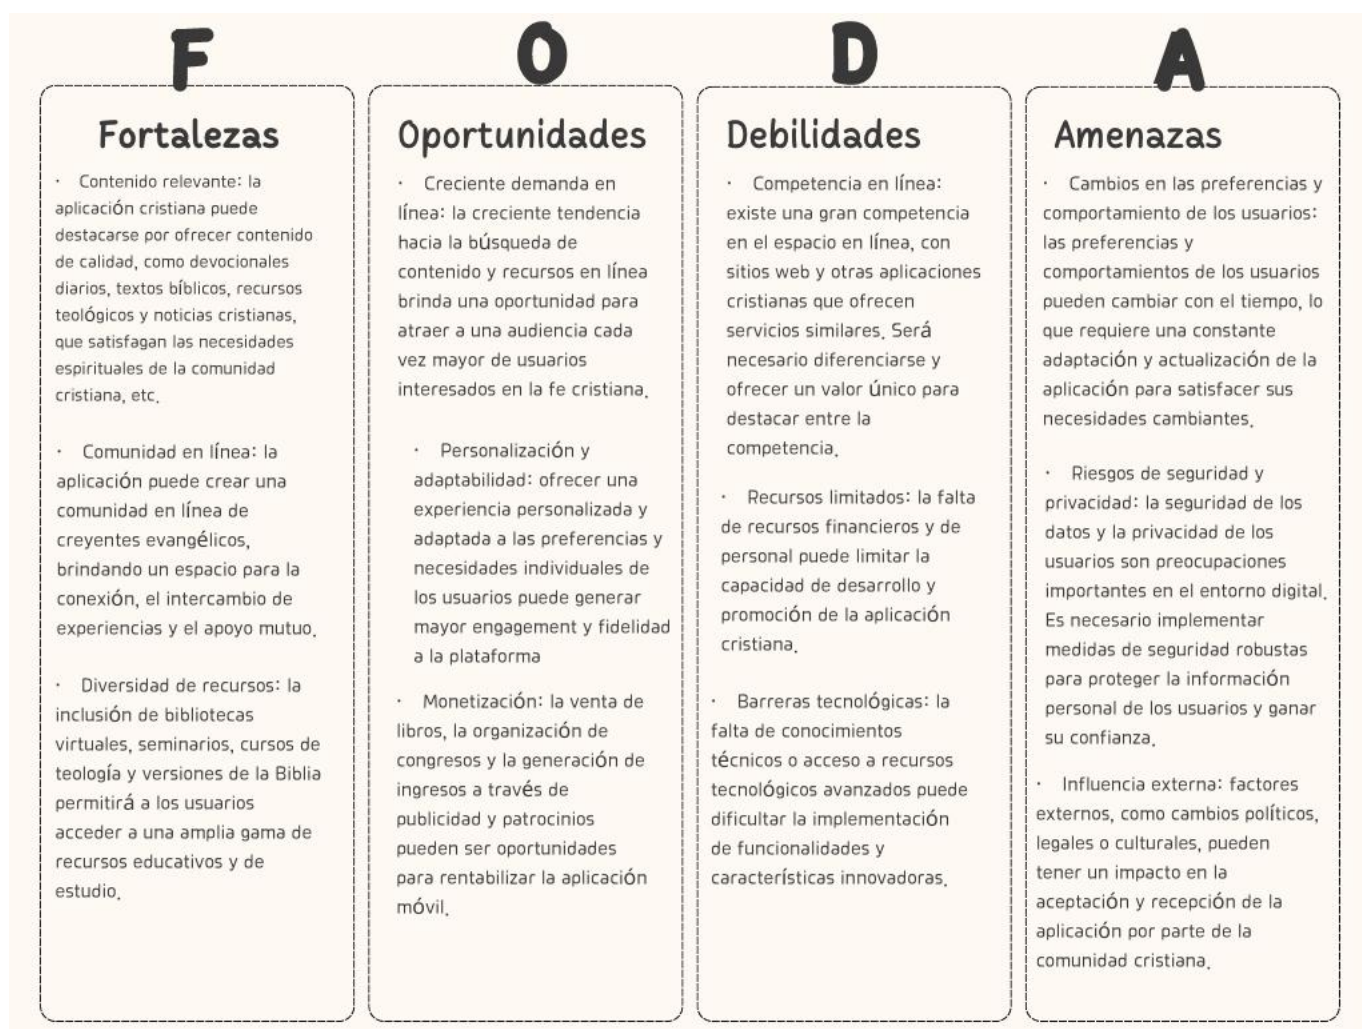 F
Fortalezas
· Contenido relevante: la
aplicación cristiana puede
destacarse por ofrecer contenido
de calidad, como devocionales
diarios, textos bíblicos, recursos
teológicos y noticias cristianas,
que satisfagan las necesidades
espirituales de la comunidad
cristiana, etc.
· Comunidad en línea: la
aplicación puede crear una
comunidad en línea de
creyentes evangélicos,
brindando un espacio para la
conexión, el intercambio de
experiencias y el apoyo mutuo.
· Diversidad de recursos: la
inclusión de bibliotecas
virtuales, seminarios, cursos de
teología y versiones de la Biblia
permitirá a los usuarios
acceder a una amplia gama de
recursos educativos y de
estudio.
O
Oportunidades
· Creciente demanda en
línea: la creciente tendencia
hacia la búsqueda de
contenido y recursos en línea
brinda una oportunidad para
atraer a una audiencia cada
vez mayor de usuarios
interesados en la fe cristiana.
· Personalización y
adaptabilidad: ofrecer una
experiencia personalizada y
adaptada a las preferencias y
necesidades individuales de
los usuarios puede generar
mayor engagement y fidelidad
a la plataforma
· Monetización: la venta de
libros, la organización de
congresos y la generación de
ingresos a través de
publicidad y patrocinios
pueden ser oportunidades
para rentabilizar la aplicación
móvil.
D
Debilidades
· Competencia en línea:
existe una gran competencia
en el espacio en línea, con
sitios web y otras aplicaciones
cristianas que ofrecen
servicios similares. Será
necesario diferenciarse y
ofrecer un valor único para
destacar entre la
competencia.
· Recursos limitados: la falta
de recursos financieros y de
personal puede limitar la
capacidad de desarrollo y
promoción de la aplicación
cristiana.
· Barreras tecnológicas: la
falta de conocimientos
técnicos o acceso a recursos
tecnológicos avanzados puede
dificultar la implementación
de funcionalidades y
características innovadoras.
A
Amenazas
· Cambios en las preferencias y
comportamiento de los usuarios:
las preferencias y
comportamientos de los usuarios
pueden cambiar con el tiempo, lo
que requiere una constante
adaptación y actualización de la
aplicación para satisfacer sus
necesidades cambiantes.
· Riesgos de seguridad y
privacidad: la seguridad de los
datos y la privacidad de los
usuarios son preocupaciones
importantes en el entorno digital.
Es necesario implementar
medidas de seguridad robustas
para proteger la información
personal de los usuarios y ganar
su confianza.
· Influencia externa: factores
externos, como cambios políticos,
legales o culturales, pueden
tener un impacto en la
aceptación y recepción de la
aplicación por parte de la
comunidad cristiana.